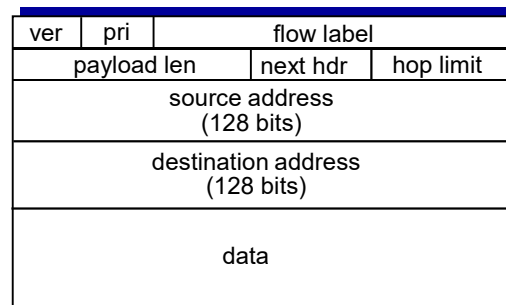 ver pri flow label
payload len next hdr hop limit
source address
(128 bits)
destination address
(128 bits)
data